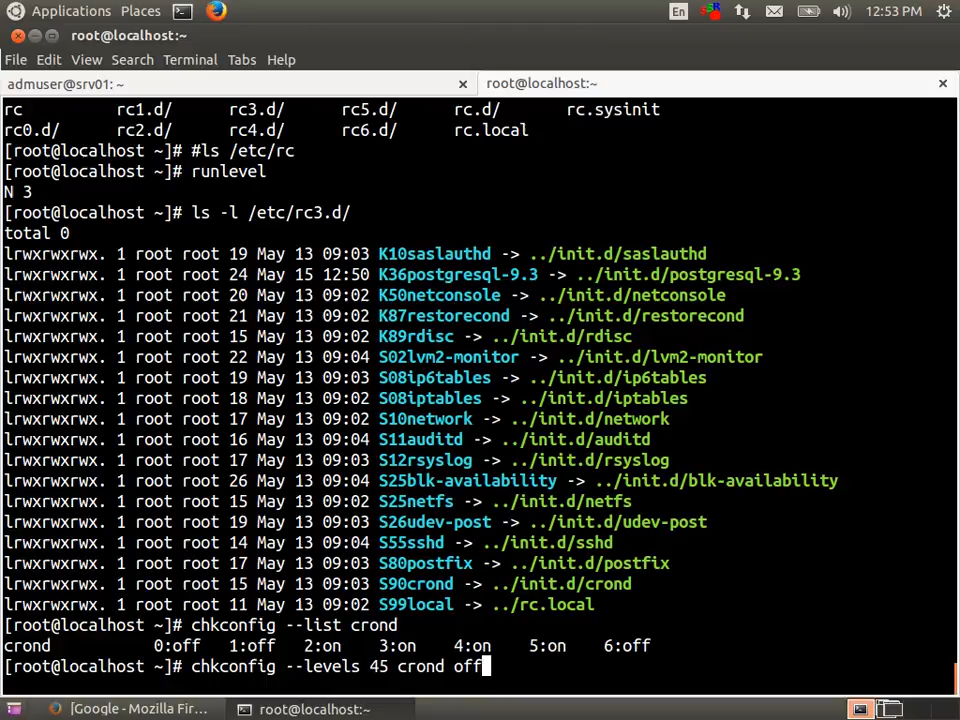 Applications Places En 12:53 PM
root@localhost:~
File Edit View Search Terminal Tabs Help
admuser@srv01: ~ × root@localhost:~ ×
rc rc1.d/ rc3.d/ rc5.d/ rc.d/ rc.sysinit
rc0.d/ rc2.d/ rc4.d/ rc6.d/ rc.local
[root@localhost ~]# #ls /etc/rc
[root@localhost ~]# runlevel
N 3
[root@localhost ~]# ls -l /etc/rc3.d/
total 0
lrwxrwxrwx. 1 root root 19 May 13 09:03 K10saslauthd -> ../init.d/saslauthd
lrwxrwxrwx. 1 root root 24 May 15 12:50 K36postgresql-9.3 -> ../init.d/postgresql-9.3
lrwxrwxrwx. 1 root root 20 May 13 09:02 K50netconsole -> ../init.d/netconsole
lrwxrwxrwx. 1 root root 21 May 13 09:02 K87restorecond -> ../init.d/restorecond
lrwxrwxrwx. 1 root root 15 May 13 09:02 K89rdisc -> ../init.d/rdisc
lrwxrwxrwx. 1 root root 22 May 13 09:04 S02lvm2-monitor -> ../init.d/lvm2-monitor
lrwxrwxrwx. 1 root root 19 May 13 09:02 S08ip6tables -> ../init.d/ip6tables
lrwxrwxrwx. 1 root root 18 May 13 09:02 S08iptables -> ../init.d/iptables
lrwxrwxrwx. 1 root root 17 May 13 09:02 S10network -> ../init.d/network
lrwxrwxrwx. 1 root root 16 May 13 09:04 S11auditd -> ../init.d/auditd
lrwxrwxrwx. 1 root root 17 May 13 09:03 S12rsyslog -> ../init.d/rsyslog
lrwxrwxrwx. 1 root root 26 May 13 09:04 S25blk-availability -> ../init.d/blk-availability
lrwxrwxrwx. 1 root root 15 May 13 09:02 S25netfs -> ../init.d/netfs
lrwxrwxrwx. 1 root root 19 May 13 09:02 S26udev-post -> ../init.d/udev-post
lrwxrwxrwx. 1 root root 14 May 13 09:04 S55sshd -> ../init.d/sshd
lrwxrwxrwx. 1 root root 17 May 13 09:03 S80postfix -> ../init.d/postfix
lrwxrwxrwx. 1 root root 15 May 13 09:03 S90crond -> ../init.d/crond
lrwxrwxrwx. 1 root root 11 May 13 09:02 S99local -> ../rc.local
[root@localhost ~]# chkconfig --list crond
crond 0:off 1:off 2:on 3:on 4:on 5:on 6:off
[root@localhost ~]# chkconfig --levels 45 crond off
[Google - Mozilla Fir... root@localhost:~